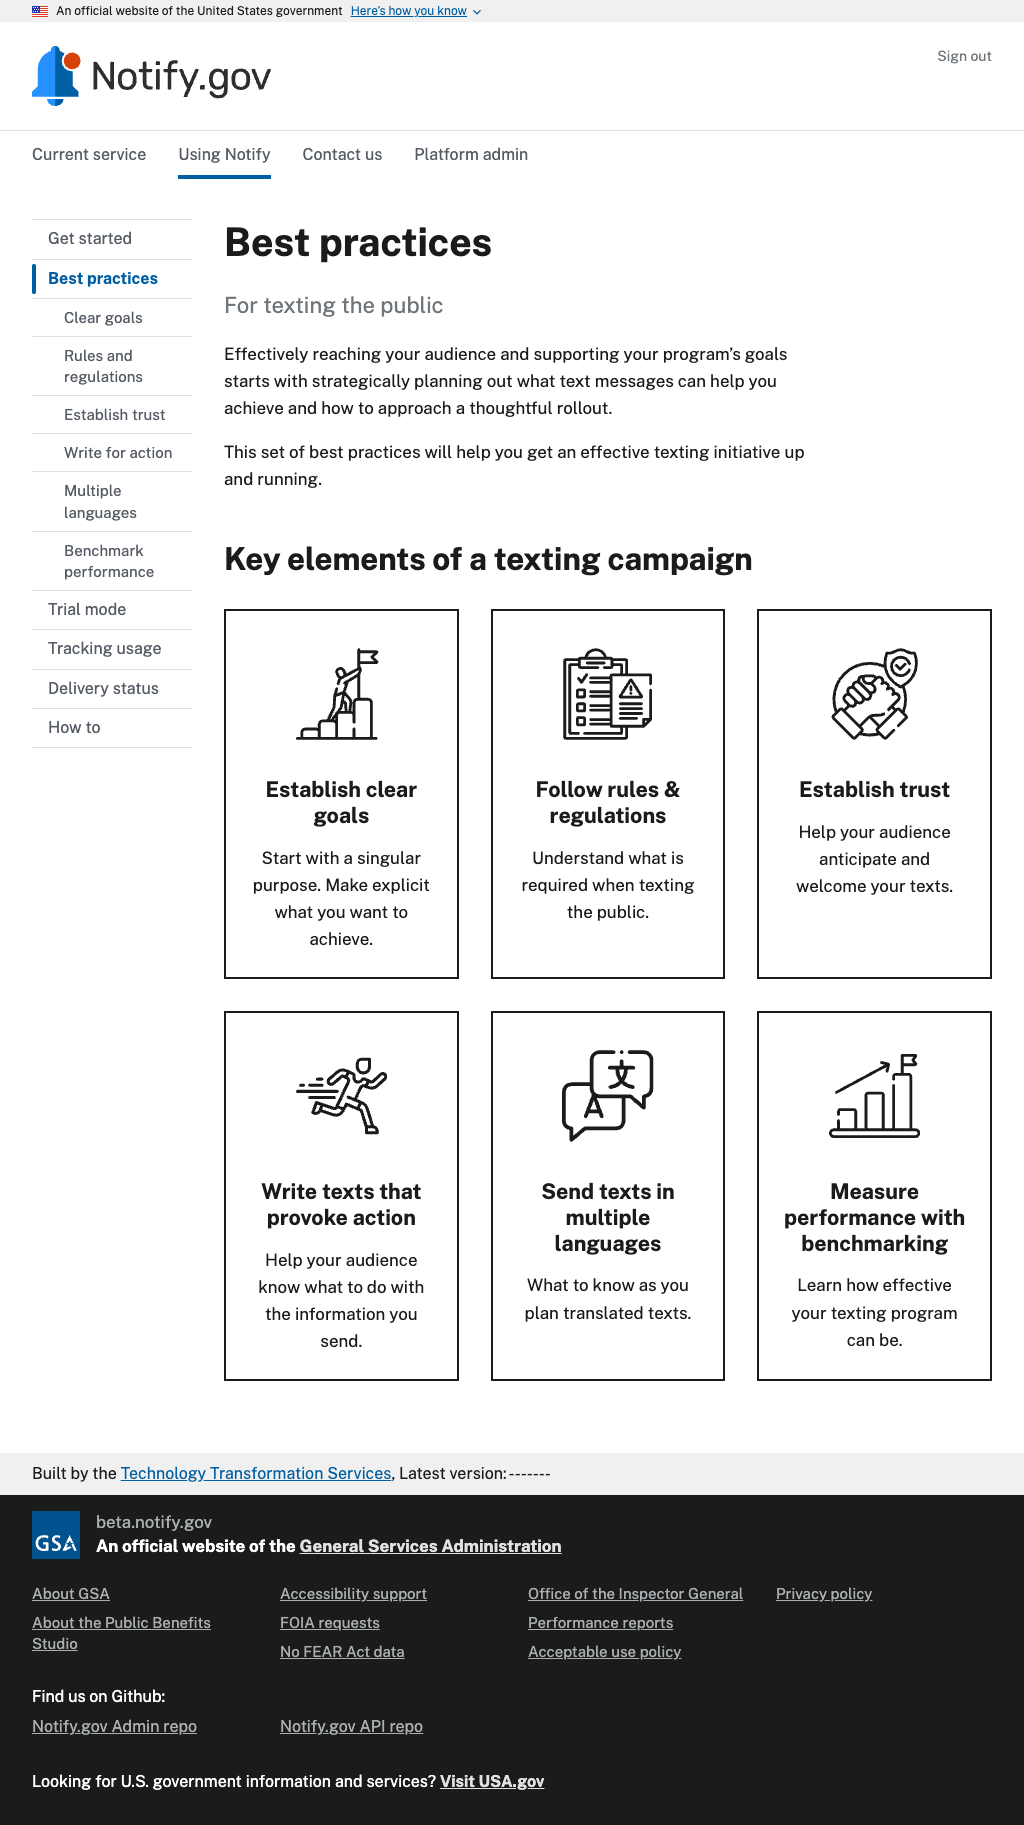 An official website of the United States government Here's how you know
Notify.gov
Sign out
Current service Using Notify Contact us Platform admin
Get started
Best practices
Clear goals
Rules and
regulations
Establish trust
Write for action
Multiple
languages
Benchmark
performance
Trial mode
Tracking usage
Delivery status
How to
Best practices
For texting the public
Effectively reaching your audience and supporting your program’s goals
starts with strategically planning out what text messages can help you
achieve and how to approach a thoughtful rollout.
This set of best practices will help you get an effective texting initiative up
and running.
Key elements of a texting campaign
Establish clear
goals
Start with a singular
purpose. Make explicit
what you want to
achieve.
Follow rules &
regulations
Understand what is
required when texting
the public.
Establish trust
Help your audience
anticipate and
welcome your texts.
Write texts that
provoke action
Help your audience
know what to do with
the information you
send.
文
A
Send texts in
multiple
languages
What to know as you
plan translated texts.
Measure
performance with
benchmarking
Learn how effective
your texting program
can be.
Built by the Technology Transformation Services, Latest version:-------
GSA
beta.notify.gov
An official website of the General Services Administration
About GSA
About the Public Benefits
Studio
Accessibility support
FOIA requests
No FEAR Act data
Office of the Inspector General
Performance reports
Acceptable use policy
Privacy policy
Find us on Github:
Notify.gov Admin repo Notify.gov API repo
Looking for U.S. government information and services? Visit USA.gov